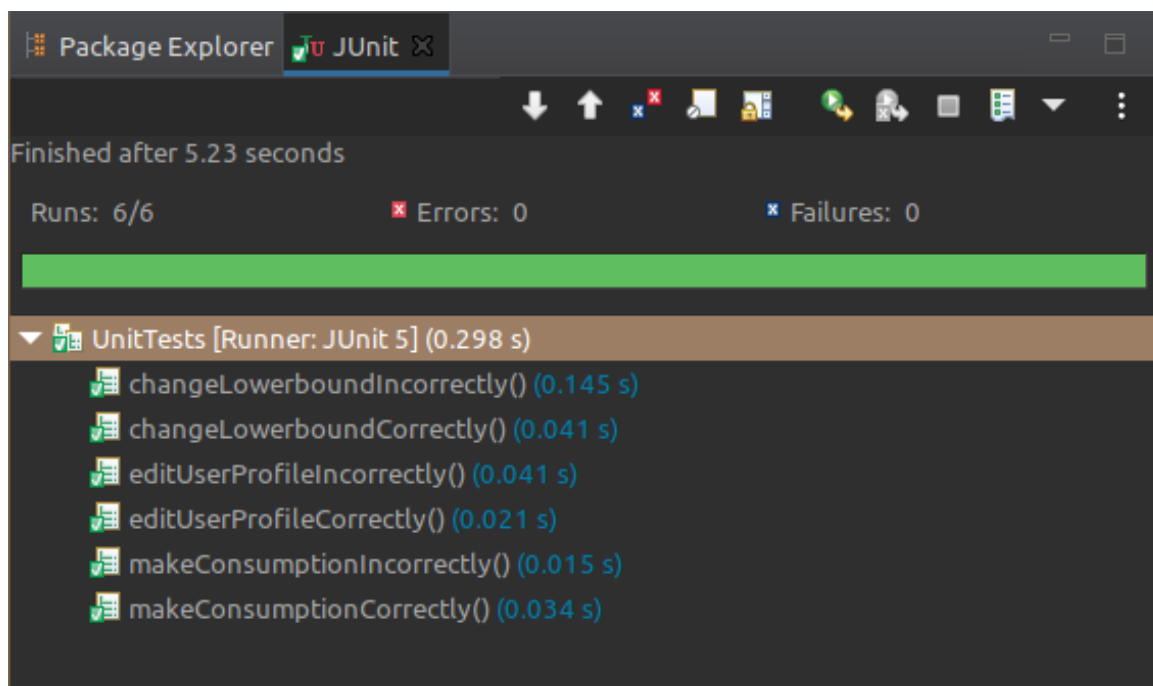 Package Explorer JUnit
Finished after 5.23 seconds
Runs: 6/6 Errors: 0 Failures: 0
UnitTests [Runner: JUnit 5] (0.298 s)
changeLowerboundIncorrectly() (0.145 s)
changeLowerboundCorrectly() (0.041 s)
editUserProfileIncorrectly() (0.041 s)
editUserProfileCorrectly() (0.021 s)
makeConsumptionIncorrectly() (0.015 s)
makeConsumptionCorrectly() (0.034 s)